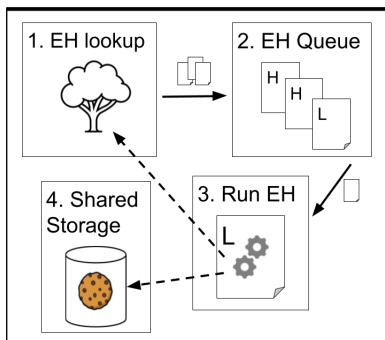 1. EH lookup
2. EH Queue
H
H
L
3. Run EH
L
4. Shared
Storage